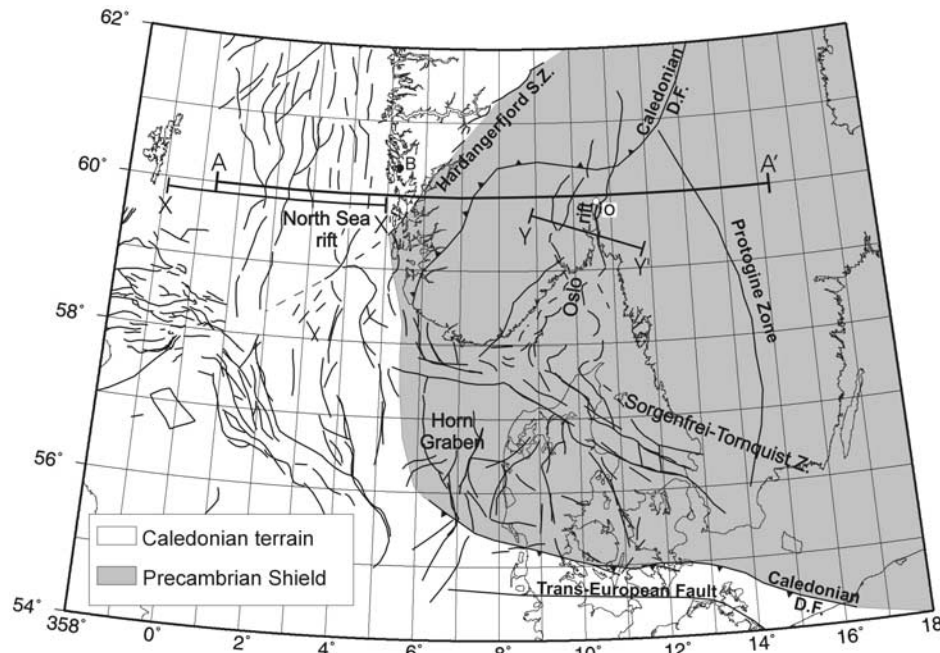 62˚
Caledonian
D.F.
Hardangerfjord S.Z.
60˚
A
B
A'
X
North Sea
rift
Y
rift
O
Y'
Oslo
Protogine Zone
58˚
X
Horn
Graben
Sorgenfrei-Tornquist Z.
56˚
Caledonian terrain
Precambrian Shield
Trans-European Fault
Caledonian
D.F.
54˚
358˚
0˚
2˚
4˚
6˚
8˚
10˚
12˚
14˚
16˚
18